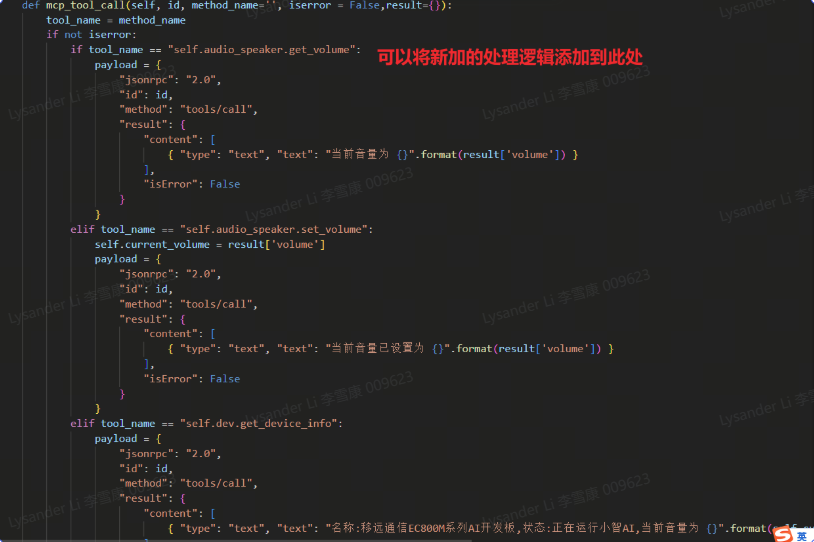 def mcp_tool_call(self, id, method_name='', iserror = False,result={}):
tool_name = method_name
if not iserror:
if tool_name == "self.audio_speaker.get_volume":
可以将新加的处理逻辑添加到此处
payload = {
"jsonrpc": "2.0",
"id": id,
"method": "tools/call",
"result": {
"content": [
{ "type": "text", "text": "当前音量为 {}".format(result['volume']) }
],
"isError": False
}
}
elif tool_name == "self.audio_speaker.set_volume":
self.current_volume = result['volume']
payload = {
"jsonrpc": "2.0",
"id": id,
"method": "tools/call",
"result": {
"content": [
{ "type": "text", "text": "当前音量已设置为 {}".format(result['volume']) }
],
"isError": False
}
}
elif tool_name == "self.dev.get_device_info":
payload = {
"jsonrpc": "2.0",
"id": id,
"method": "tools/call",
"result": {
"content": [
{ "type": "text", "text": "名称:移远通信EC800M系列AI开发板,状态:正在运行小智AI,当前音量为 {}".format(
英
Lysander Li 李雪康 009623